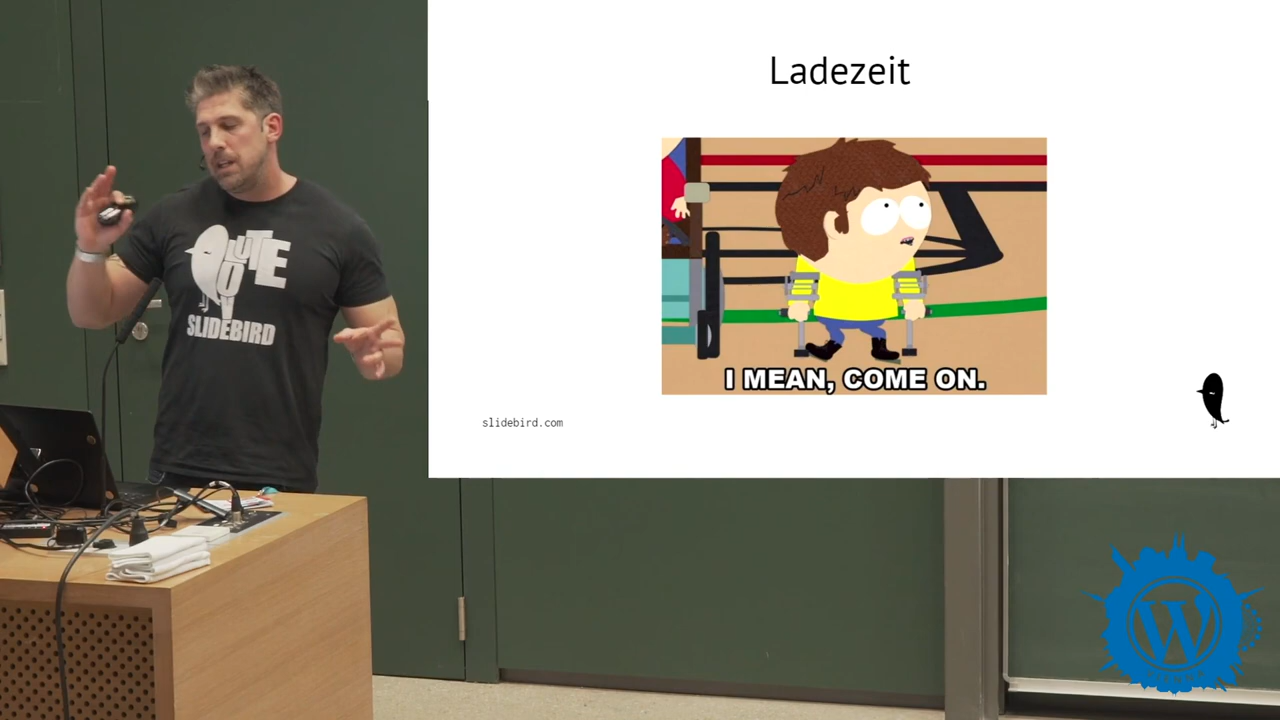 Ladezeit
I MEAN, COME ON.
slidebird.com
SLIDEBIRD
W